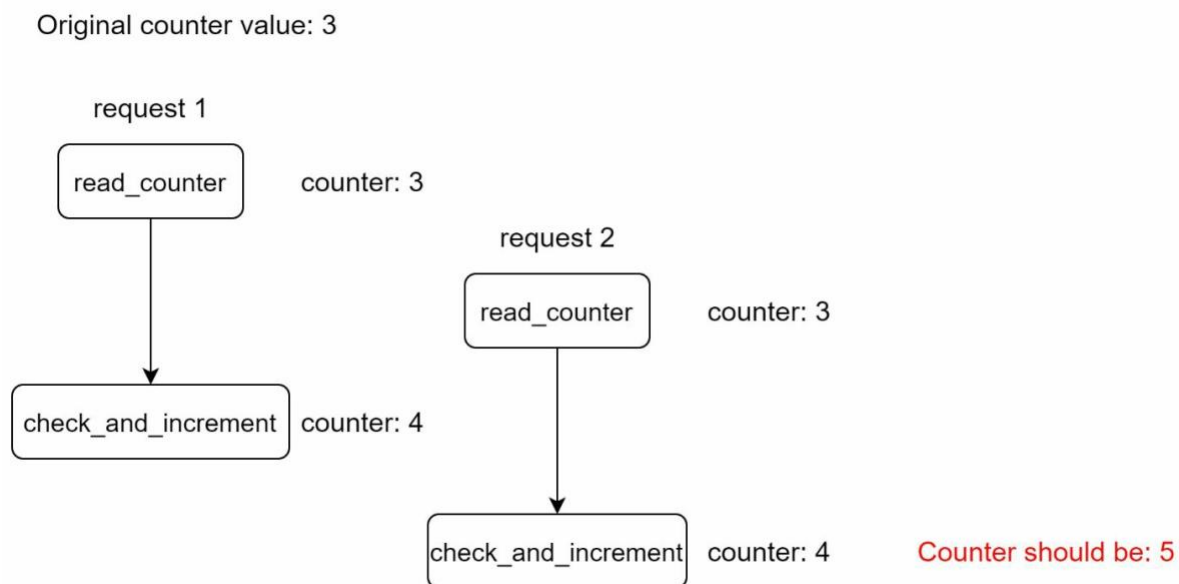 Original counter value: 3
request 1
read_counter
counter: 3
request 2
read_counter
counter: 3
check_and_increment
counter: 4
check_and_increment
counter: 4
Counter should be: 5